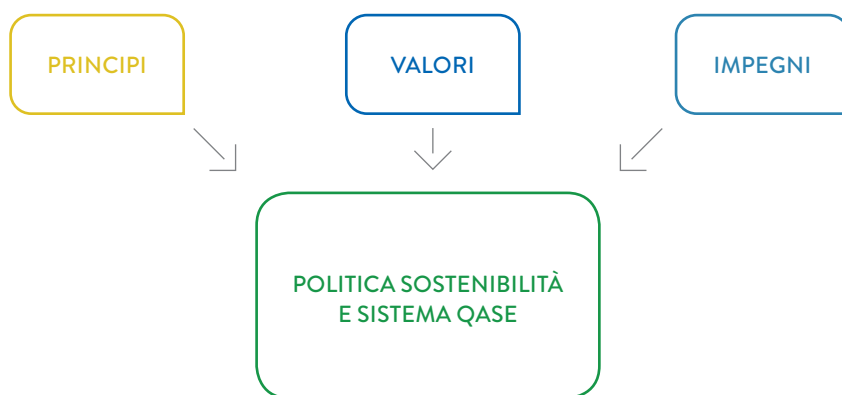 PRINCIPI
VALORI
IMPEGNI
POLITICA SOSTENIBILITÀ
E SISTEMA QASE